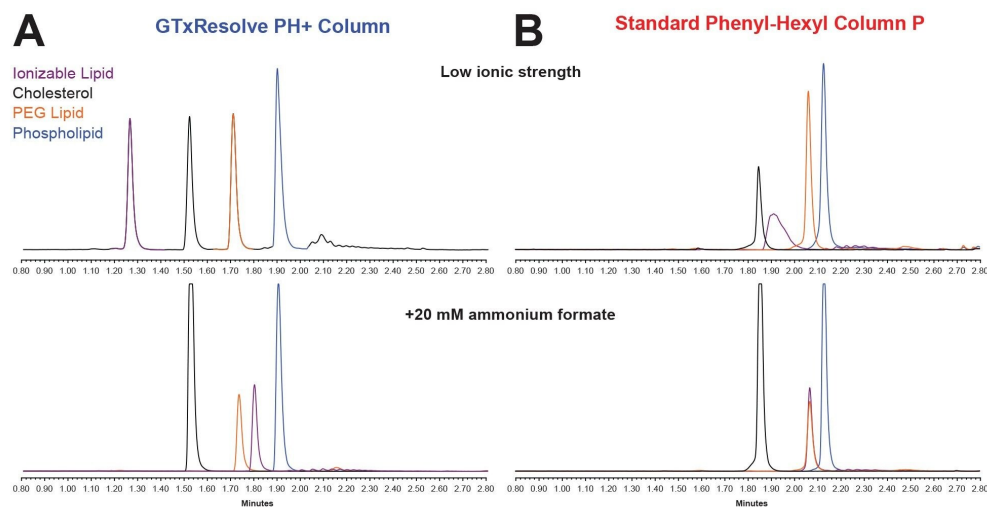 A
GTxResolve PH+ Column
B
Standard Phenyl-Hexyl Column P
Low ionic strength
Ionizable Lipid
Cholesterol
PEG Lipid
Phospholipid
0.80 0.90 1.00 1.10 1.20 1.30 1.40 1.50 1.60 1.70 1.80 1.90 2.00 2.10 2.20 2.30 2.40 2.50 2.60 2.70 2.80
0.80 0.90 1.00 1.10 1.20 1.30 1.40 1.50 1.60 1.70 1.80 1.90 2.00 2.10 2.20 2.30 2.40 2.50 2.60 2.70 2.80
+20 mM ammonium formate
0.80 0.90 1.00 1.10 1.20 1.30 1.40 1.50 1.60 1.70 1.80 1.90 2.00 2.10 2.20 2.30 2.40 2.50 2.60 2.70 2.80
Minutes
0.80 0.90 1.00 1.10 1.20 1.30 1.40 1.50 1.60 1.70 1.80 1.90 2.00 2.10 2.20 2.30 2.40 2.50 2.60 2.70 2.80
Minutes